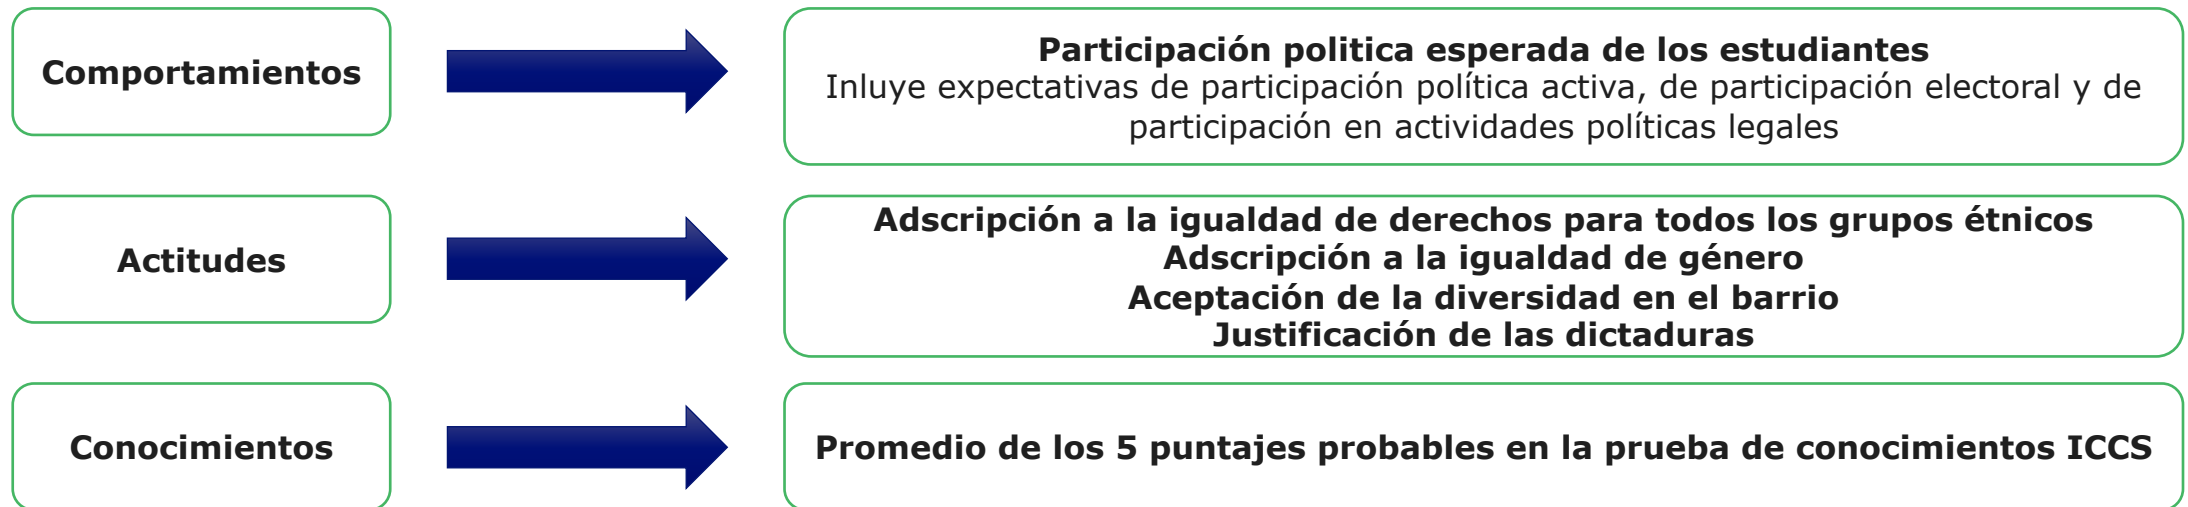 Comportamientos
Participación politica esperada de los estudiantes
Inluye expectativas de participación política activa, de participación electoral y de
participación en actividades políticas legales
Actitudes
Adscripción a la igualdad de derechos para todos los grupos étnicos
Adscripción a la igualdad de género
Aceptación de la diversidad en el barrio
Justificación de las dictaduras
Conocimientos
Promedio de los 5 puntajes probables en la prueba de conocimientos ICCS